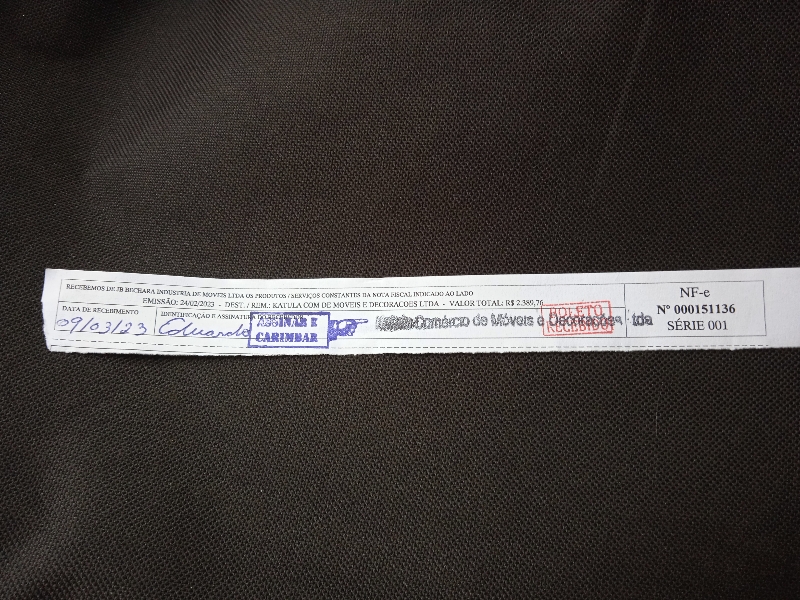 RECEBEMOS DE JB BECHARA INDUSTRIA DE MOVEIS LTDA OS PRODUTOS / SERVIÇOS CONSTANTES DA NOTA FISCAL INDICADO AO LADO
EMISSÃO: 24/02/2023 - DEST. / REM.: KATULA COM DE MOVEIS E DECORACOES LTDA - VALOR TOTAL: R$ 2.389,76
DATA DE RECEBIMENTO
09/03/23
IDENTIFICAÇÃO E ASSINATURA DO RECEBEDOR
Eduardo
ASSINAR E
CARIMBAR
Comércio de Móveis e Decorações ltda
BOLETO
RECEBIDO
NF-e
Nº 000151136
SÉRIE 001